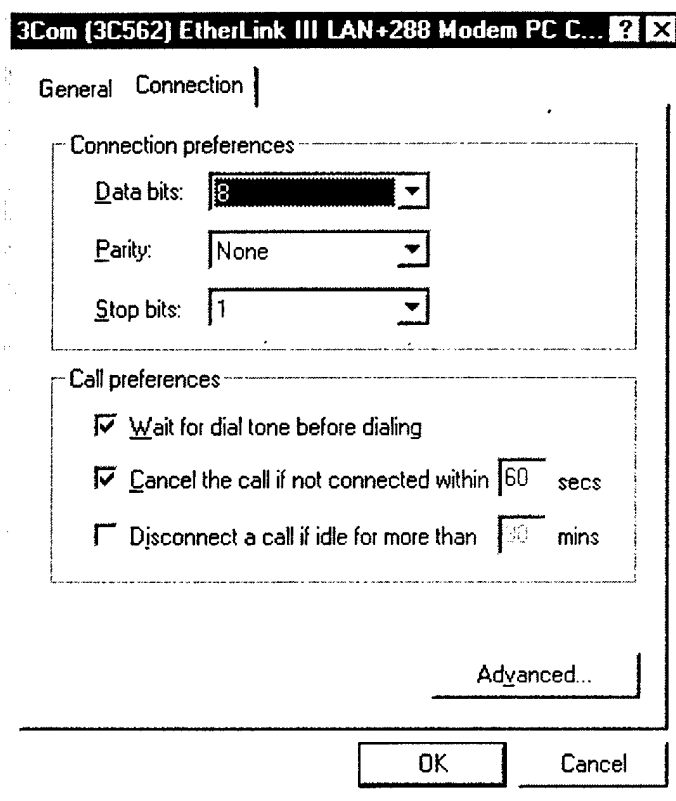 3Com (3C562) EtherLink III LAN+288 Modem PC C... ? X
General Connection
Connection preferences
Data bits: 8
Parity: None
Stop bits: 1
Call preferences
Wait for dial tone before dialing
Cancel the call if not connected within 60 secs
Disconnect a call if idle for more than 30 mins
Advanced...
OK Cancel